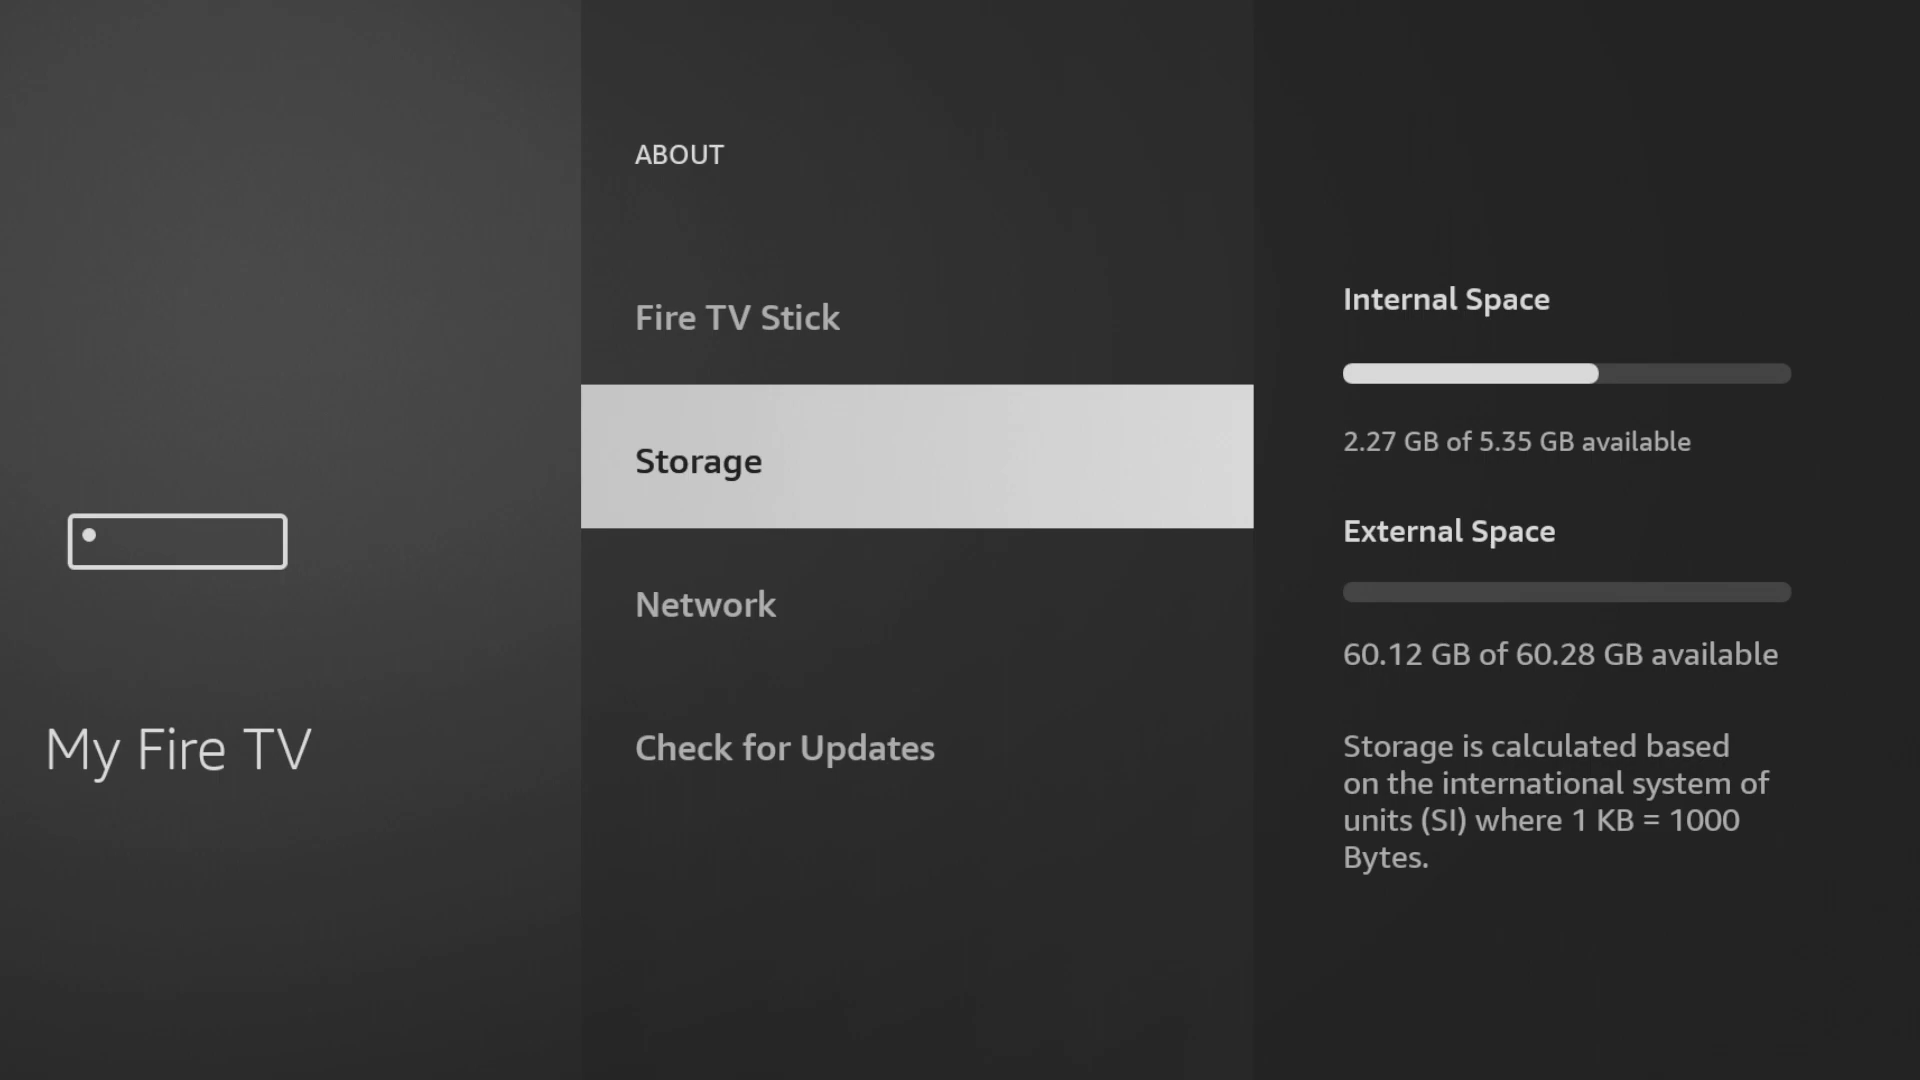 My Fire TV
ABOUT
Fire TV Stick
Storage
Network
Check for Updates
Internal Space
2.27 GB of 5.35 GB available
External Space
60.12 GB of 60.28 GB available
Storage is calculated based
on the international system of
units (SI) where 1 KB = 1000
Bytes.